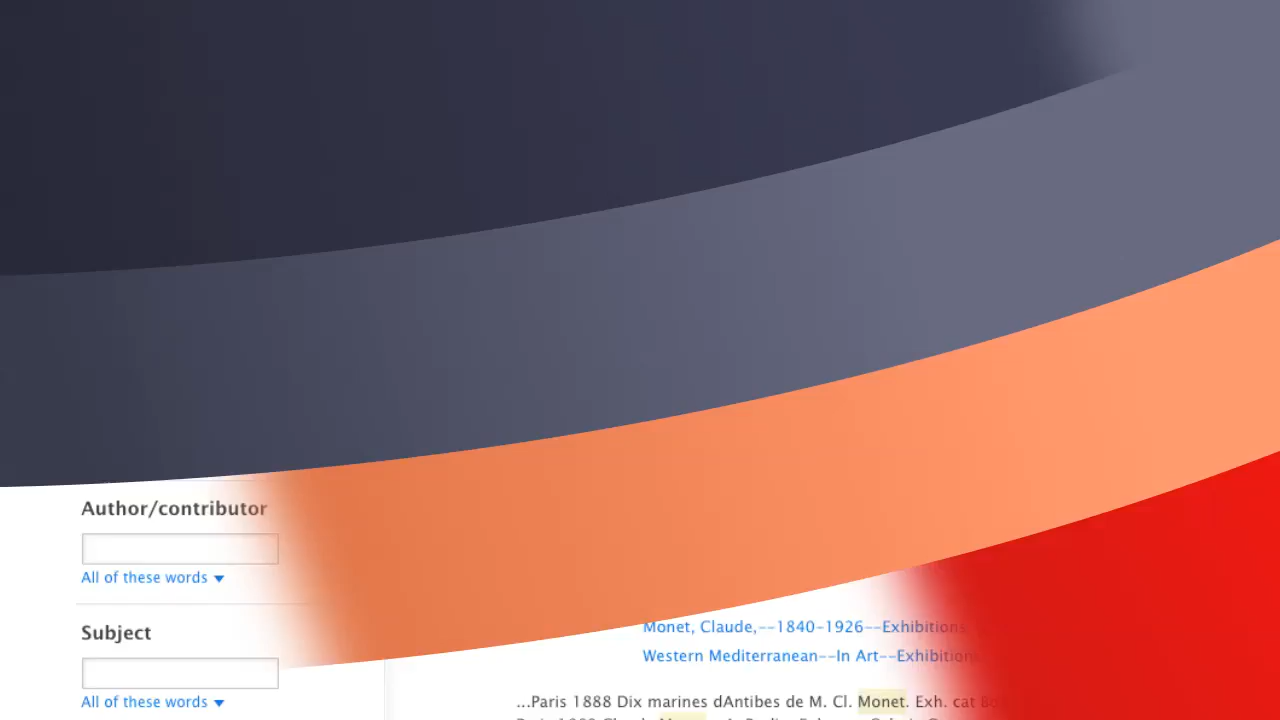 Author/contributor
All of these words
Subject
All of these words
Monet, Claude,--1840-1926--Exhibitions.
Western Mediterranean--In Art--Exhibitions
...Paris 1888 Dix marines dAntibes de M. Cl. Monet. Exh. cat